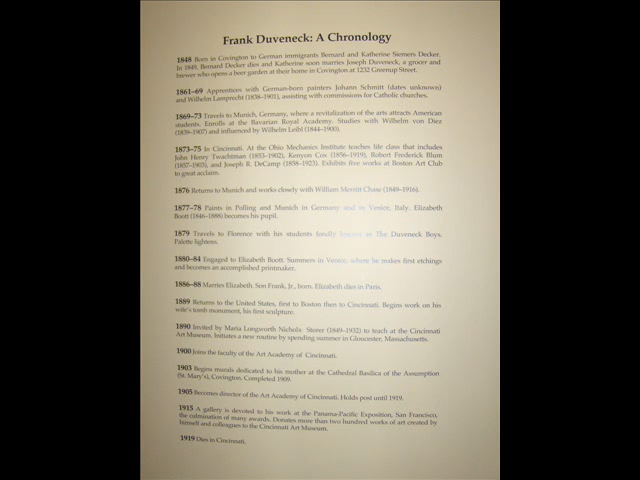 Frank Duveneck: A Chronology
1848 Born in Covington to German immigrants Bernard and Katherine Siemers Decker.
In 1849, Bernard Decker dies and Katherine soon marries Joseph Duveneck, a grocer and
brewer who opens a beer garden at their home in Covington at 1232 Greenup Street.
1861–69 Apprentices with German-born painters Johann Schmitt (dates unknown)
and Wilhelm Lamprecht (1838–1901), assisting with commissions for Catholic churches.
1869–73 Travels to Munich, Germany, where a revitalization of the arts attracts American
students. Enrolls at the Bavarian Royal Academy. Studies with Wilhelm von Diez
(1839–1907) and influenced by Wilhelm Leibl (1844–1900).
1873–75 In Cincinnati. At the Ohio Mechanics Institute teaches life class that includes
John Henry Twachtman (1853–1902), Kenyon Cox (1856–1919), Robert Frederick Blum
(1857–1903), and Joseph R. DeCamp (1858–1923). Exhibits five works at Boston Art Club
to great acclaim.
1876 Returns to Munich and works closely with William Merritt Chase (1849–1916).
1877–78 Paints in Polling and Munich in Germany and in Venice, Italy. Elizabeth
Boott (1846–1888) becomes his pupil.
1879 Travels to Florence with his students fondly known as The Duveneck Boys.
Palette lightens.
1880–84 Engaged to Elizabeth Boott. Summers in Venice, where he makes first etchings
and becomes an accomplished printmaker.
1886–88 Marries Elizabeth. Son Frank, Jr., born. Elizabeth dies in Paris.
1889 Returns to the United States, first to Boston then to Cincinnati. Begins work on his
wife's tomb monument, his first sculpture.
1890 Invited by Maria Longworth Nichols Storer (1849–1932) to teach at the Cincinnati
Art Museum. Initiates a new routine by spending summer in Gloucester, Massachusetts.
1900 Joins the faculty of the Art Academy of Cincinnati.
1903 Begins murals dedicated to his mother at the Cathedral Basilica of the Assumption
(St. Mary's), Covington. Completed 1909.
1905 Becomes director of the Art Academy of Cincinnati. Holds post until 1919.
1915 A gallery is devoted to his work at the Panama-Pacific Exposition, San Francisco,
the culmination of many awards. Donates more than two hundred works of art created by
himself and colleagues to the Cincinnati Art Museum.
1919 Dies in Cincinnati.